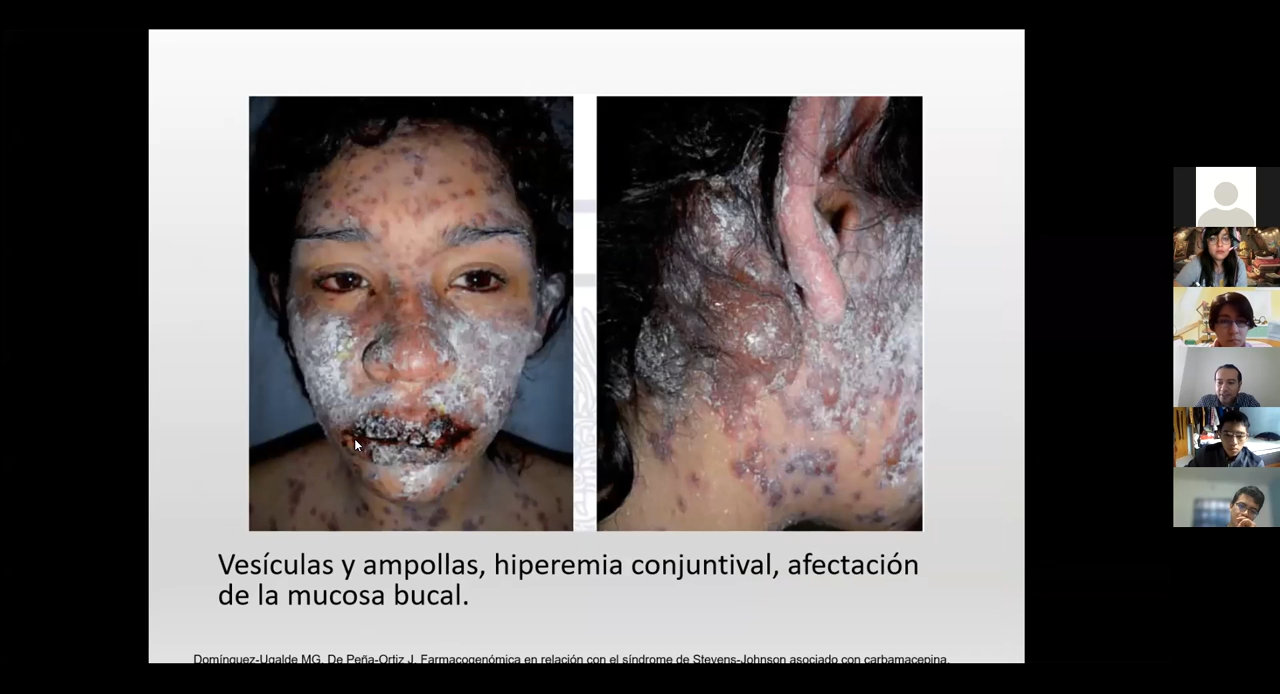 Vesículas y ampollas, hiperemia conjuntival, afectación
de la mucosa bucal.
Domínguez-Ugalde MG, De Peña-Ortiz J. Farmacogenómica en relación con el síndrome de Stevens-Johnson asociado con carbamacepina.